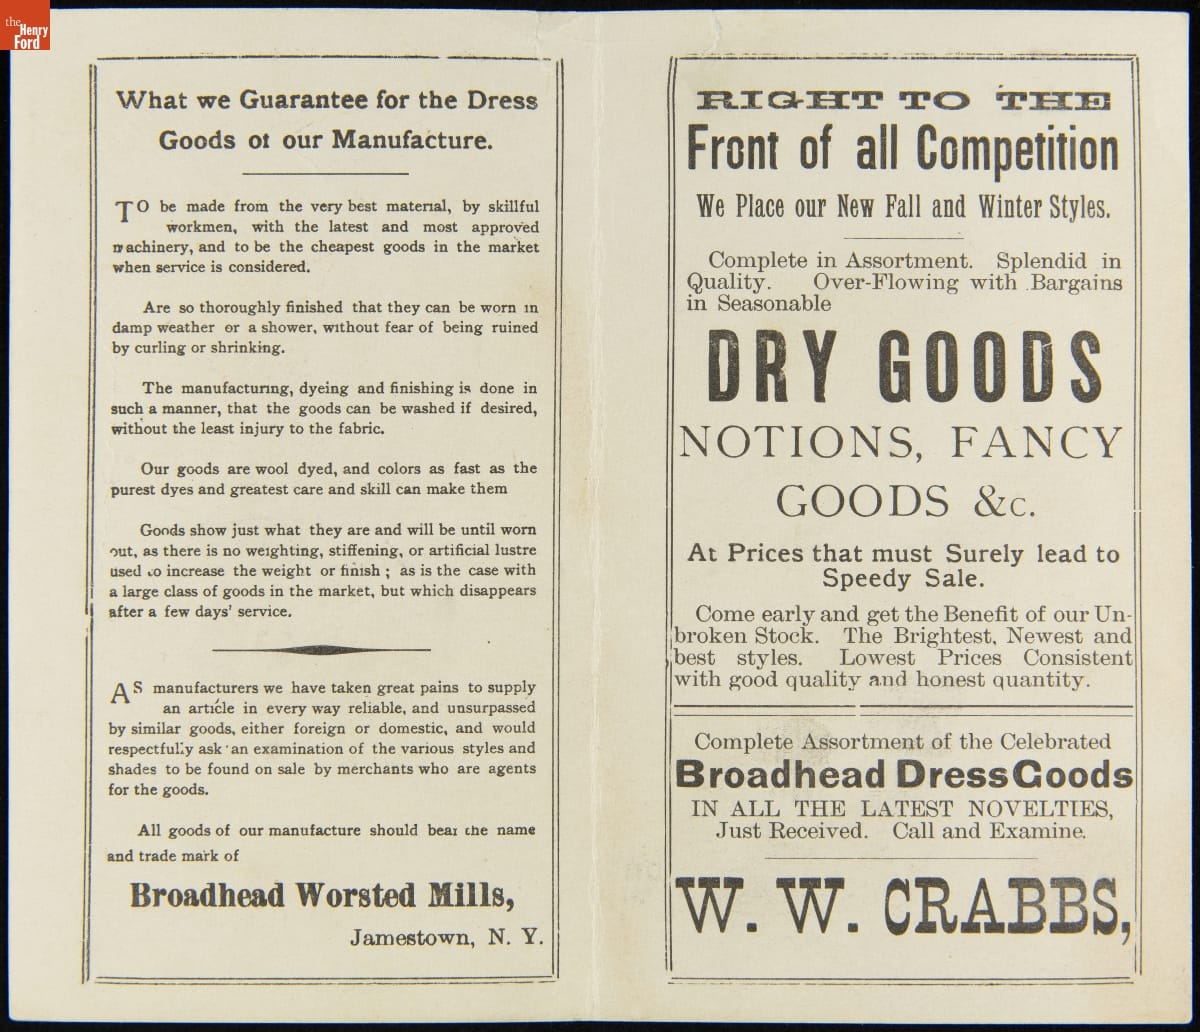 the
Henry
Ford
What we Guarantee for the Dress
Goods of our Manufacture.
TO be made from the very best material, by skillful
workmen, with the latest and most approved
machinery, and to be the cheapest goods in the market
when service is considered.
Are so thoroughly finished that they can be worn in
damp weather or a shower, without fear of being ruined
by curling or shrinking.
The manufacturing, dyeing and finishing is done in
such a manner, that the goods can be washed if desired,
without the least injury to the fabric.
Our goods are wool dyed, and colors as fast as the
purest dyes and greatest care and skill can make them
Goods show just what they are and will be until worn
out, as there is no weighting, stiffening, or artificial lustre
used to increase the weight or finish ; as is the case with
a large class of goods in the market, but which disappears
after a few days' service.
AS manufacturers we have taken great pains to supply
an article in every way reliable, and unsurpassed
by similar goods, either foreign or domestic, and would
respectfully ask an examination of the various styles and
shades to be found on sale by merchants who are agents
for the goods.
All goods of our manufacture should bear the name
and trade mark of
Broadhead Worsted Mills,
Jamestown, N. Y.
RIGHT TO THE
Front of all Competition
We Place our New Fall and Winter Styles.
Complete in Assortment. Splendid in
Quality. Over-Flowing with Bargains
in Seasonable
DRY GOODS
NOTIONS, FANCY
GOODS &c.
At Prices that must Surely lead to
Speedy Sale.
Come early and get the Benefit of our Un-
broken Stock. The Brightest, Newest and
best styles. Lowest Prices Consistent
with good quality and honest quantity.
Complete Assortment of the Celebrated
Broadhead Dress Goods
IN ALL THE LATEST NOVELTIES,
Just Received. Call and Examine.
W. W. CRABBS,